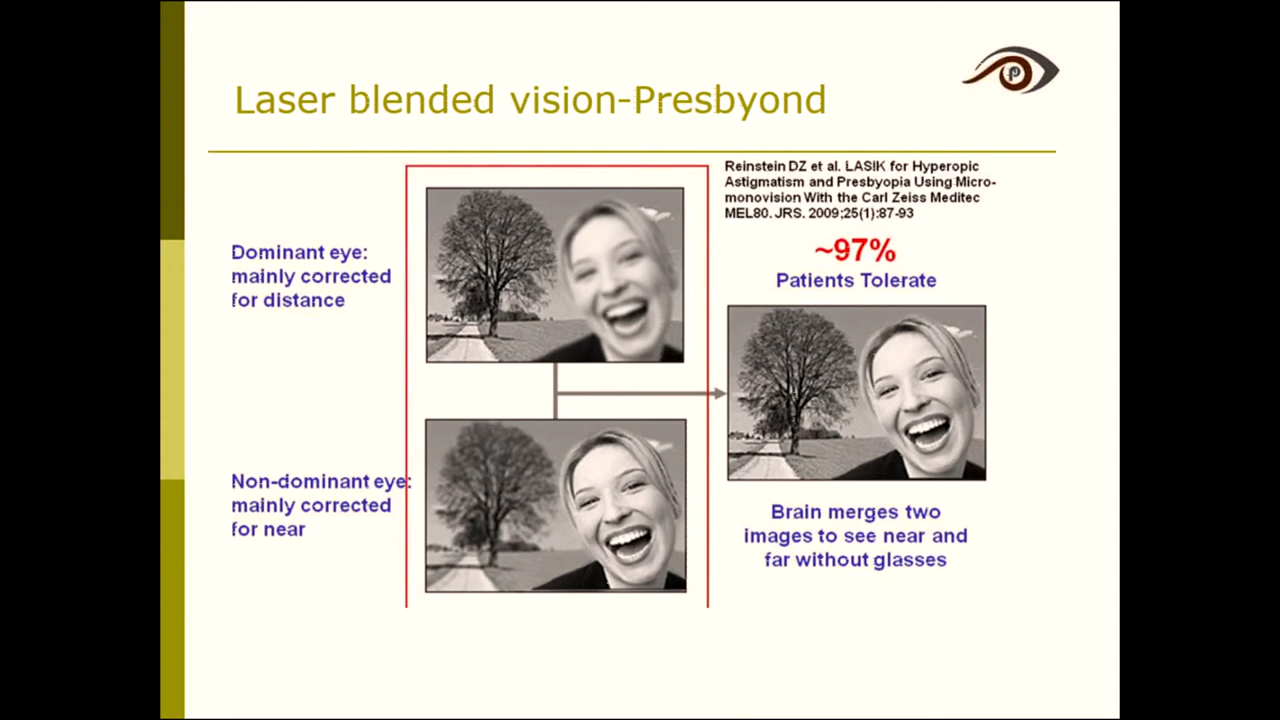 Laser blended vision-Presbyond
Reinstein DZ et al. LASIK for Hyperopic
Astigmatism and Presbyopia Using Micro-
monovision With the Carl Zeiss Meditec
MEL80. JRS. 2009;25(1):87-93
Dominant eye:
mainly corrected
for distance
~97%
Patients Tolerate
Non-dominant eye:
mainly corrected
for near
Brain merges two
images to see near and
far without glasses